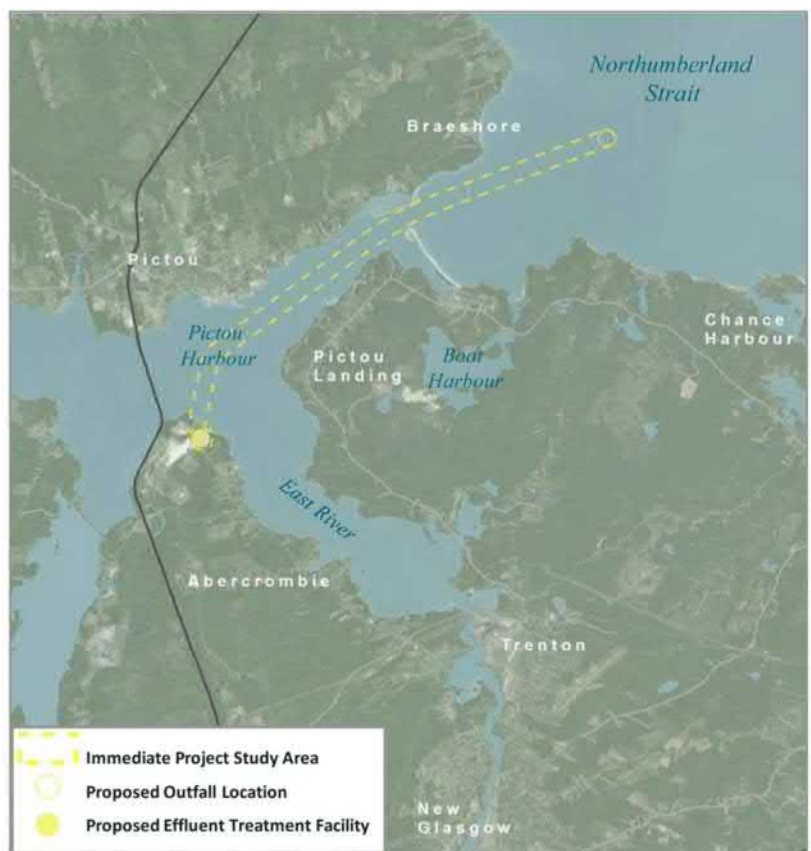 Northumberland
Strait
Braeshore
Pictou
Pictou
Harbour
Pictou
Landing
Boat
Harbour
Chance
Harbour
East River
Abercrombie
Trenton
New
Glasgow
Immediate Project Study Area
Proposed Outfall Location
Proposed Effluent Treatment Facility